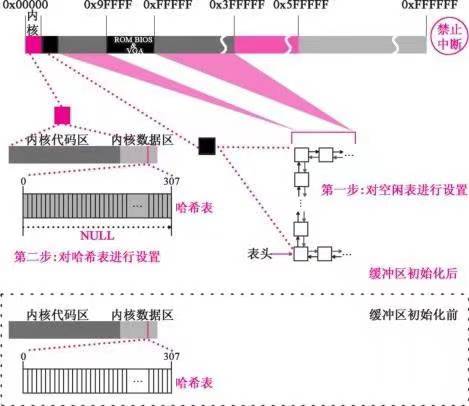 0x00000 0x9FFFF 0xFFFFF 0x3FFFFF 0x5FFFFF 0xFFFFFF
内核
ROM BIOS
&
VGA
禁止
中断
内核代码区 内核数据区
0 307
... 哈希表
NULL
第二步:对哈希表进行设置
...
第一步:对空闲表进行设置
表头
...
缓冲区初始化后
缓冲区初始化前
内核代码区 内核数据区
0 307
... 哈希表